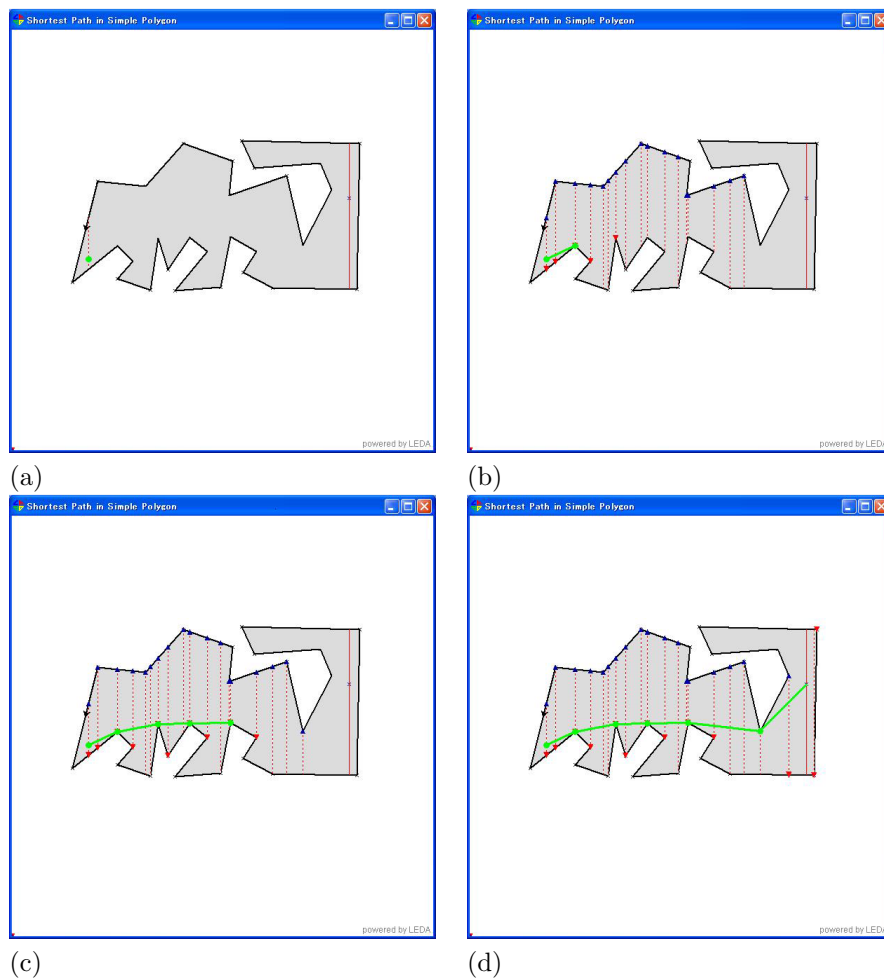 Shortest Path in Simple Polygon
Shortest Path in Simple Polygon
powered by LEDA
powered by LEDA
(a)
(b)
Shortest Path in Simple Polygon
Shortest Path in Simple Polygon
powered by LEDA
powered by LEDA
(c)
(d)